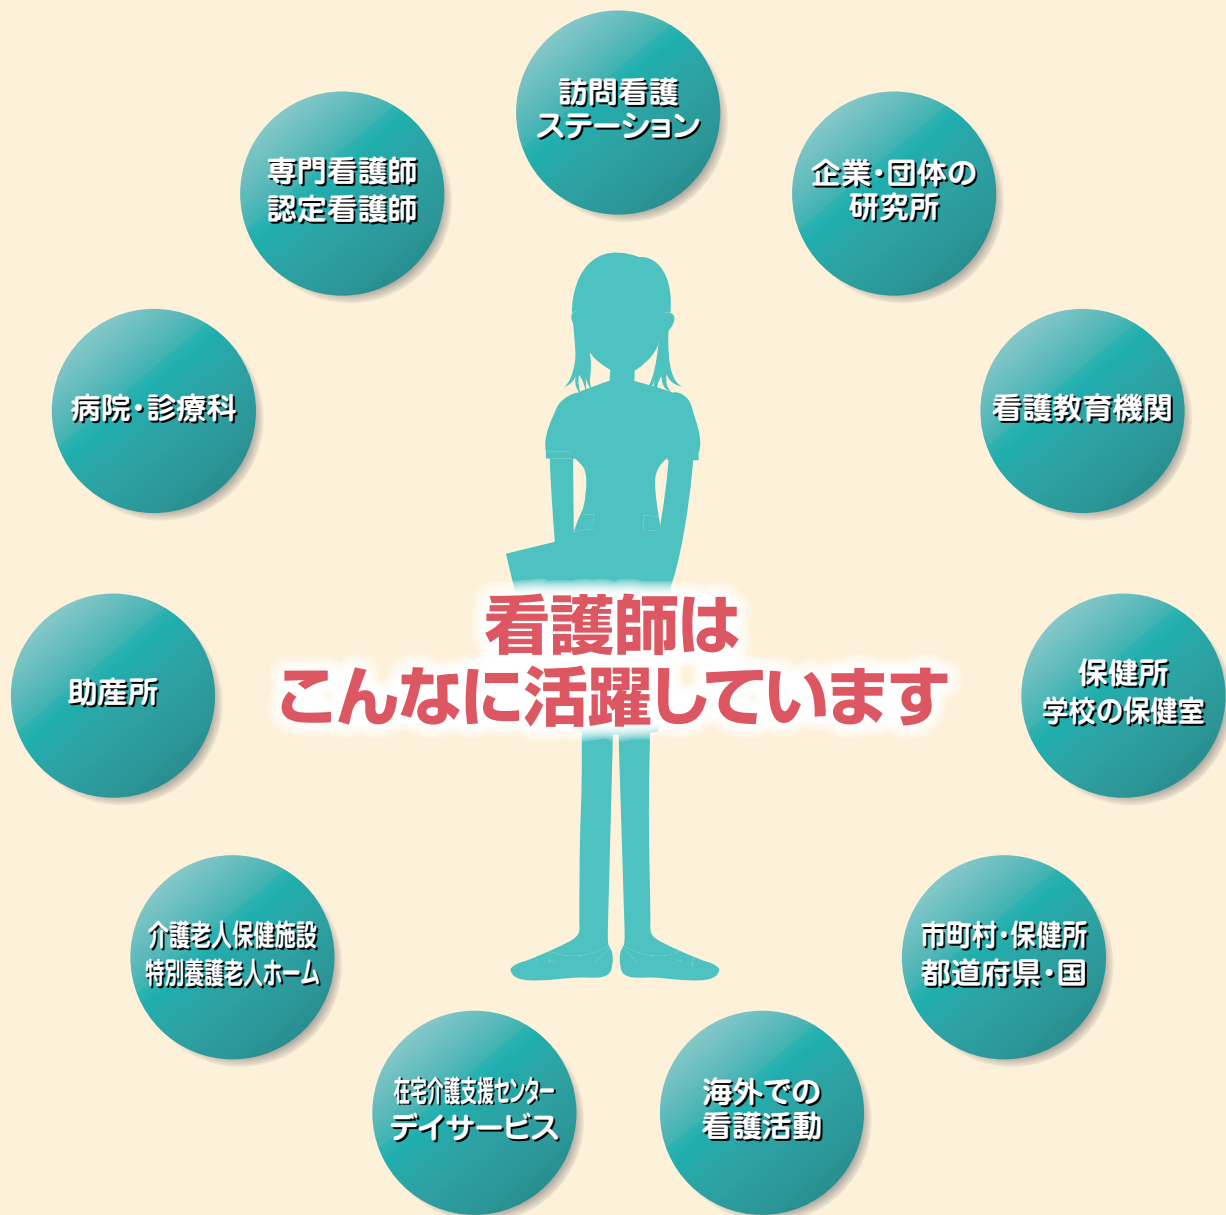 訪問看護
ステーション
企業・団体の
研究所
看護教育機関
保健所
学校の保健室
市町村・保健所
都道府県・国
海外での
看護活動
在宅介護支援センター
デイサービス
介護老人保健施設
特別養護老人ホーム
助産所
病院・診療科
専門看護師
認定看護師
看護師は
こんなに活躍しています